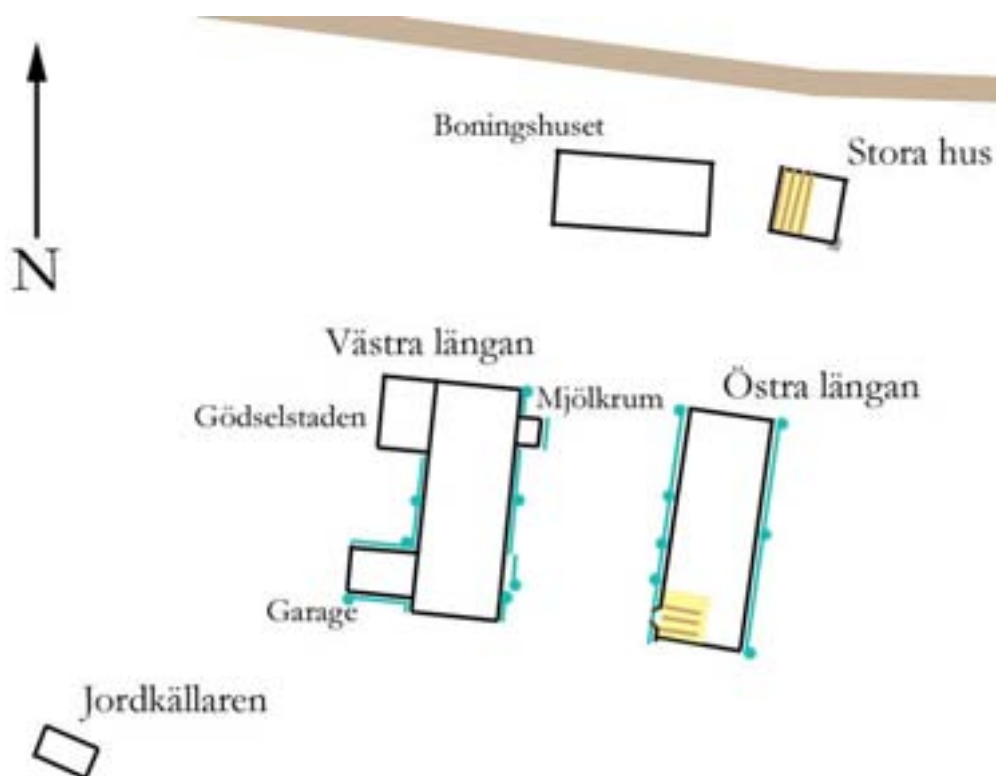 Boningshuset
Stora hus
N
Västra längan
Mjölkrum
Östra längan
Gödselstaden
Garage
Jordkällaren